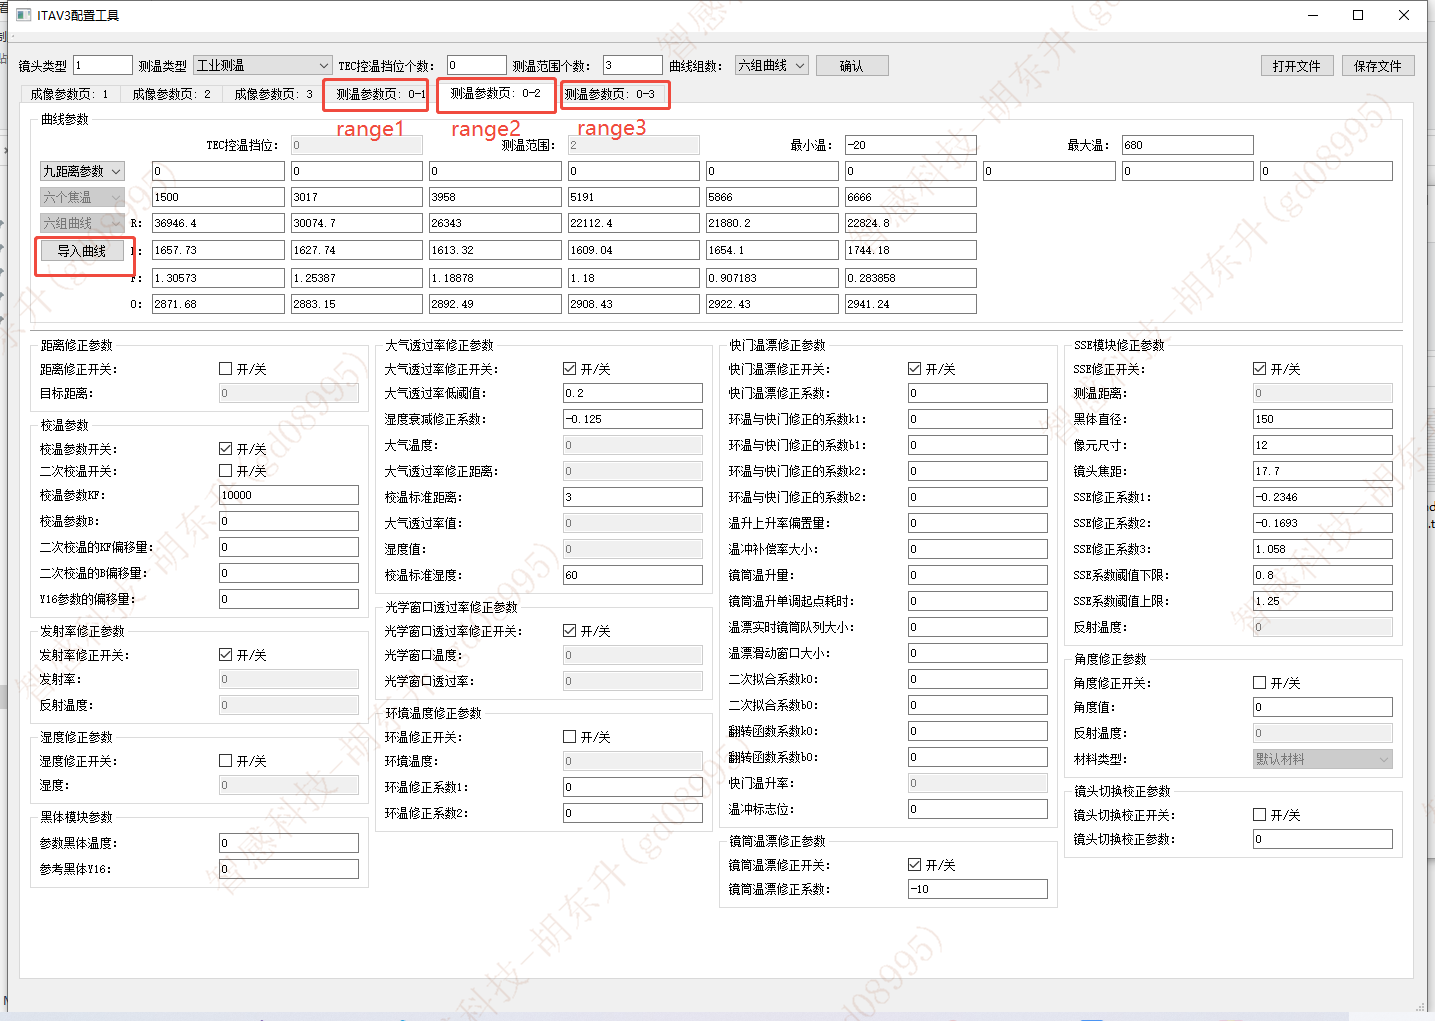 ITAV3配置工具
镜头类型 1 测温类型 工业测温 TEC控温挡位个数: 0 测温范围个数: 3 曲线组数: 六组曲线 确认 打开文件 保存文件
成像参数页: 1 成像参数页: 2 成像参数页: 3 测温参数页: 0-1 测温参数页: 0-2 测温参数页: 0-3
range1 range2 range3
曲线参数
TEC控温挡位: 0 测温范围: 2 最小温: -20 最大温: 680
九距离参数 0 0 0 0 0 0 0 0 0
六个焦温 1500 3017 3958 5191 5866 6666
六组曲线 R: 36946.4 30074.7 26343 22112.4 21880.2 22824.8
导入曲线 1657.73 1627.74 1613.32 1609.04 1654.1 1744.18
F: 1.30573 1.25387 1.18878 1.18 0.907183 0.283858
O: 2871.68 2883.15 2892.49 2908.43 2922.43 2941.24
距离修正参数
距离修正开关: 开/关
目标距离: 0
校温参数
校温参数开关: 开/关
二次校温开关: 开/关
校温参数KF: 10000
校温参数B: 0
二次校温的KF偏移量: 0
二次校温的B偏移量: 0
Y16参数的偏移量: 0
发射率修正参数
发射率修正开关: 开/关
发射率: 0
反射温度: 0
湿度修正参数
湿度修正开关: 开/关
湿度: 0
黑体模块参数
参数黑体温度: 0
参考黑体Y16: 0
大气透过率修正参数
大气透过率修正开关: 开/关
大气透过率低阈值: 0.2
湿度衰减修正系数: -0.125
大气温度: 0
大气透过率修正距离: 0
校温标准距离: 3
大气透过率值: 0
湿度值: 0
校温标准湿度: 60
光学窗口透过率修正参数
光学窗口透过率修正开关: 开/关
光学窗口温度: 0
光学窗口透过率: 0
环境温度修正参数
环温修正开关: 开/关
环境温度: 0
环温修正系数1: 0
环温修正系数2: 0
快门温漂修正参数
快门温漂修正开关: 开/关
快门温漂修正系数: 0
环温与快门修正的系数k1: 0
环温与快门修正的系数b1: 0
环温与快门修正的系数k2: 0
环温与快门修正的系数b2: 0
温升上升率偏置量: 0
温冲补偿率大小: 0
镜筒温升量: 0
镜筒温升单调起点耗时: 0
温漂实时镜筒队列大小: 0
温漂滑动窗口大小: 0
二次拟合系数k0: 0
二次拟合系数b0: 0
翻转函数系数k0: 0
翻转函数系数b0: 0
快门温升率: 0
温冲标志位: 0
镜筒温漂修正参数
镜筒温漂修正开关: 开/关
镜筒温漂修正系数: -10
SSE模块修正参数
SSE修正开关: 开/关
测温距离: 0
黑体直径: 150
像元尺寸: 12
镜头焦距: 17.7
SSE修正系数1: -0.2346
SSE修正系数2: -0.1693
SSE修正系数3: 1.058
SSE系数阈值下限: 0.8
SSE系数阈值上限: 1.25
反射温度: 0
角度修正参数
角度修正开关: 开/关
角度值: 0
反射温度: 0
材料类型: 默认材料
镜头切换校正参数
镜头切换校正开关: 开/关
镜头切换校正参数: 0
智感科技-胡东升(gd08995)